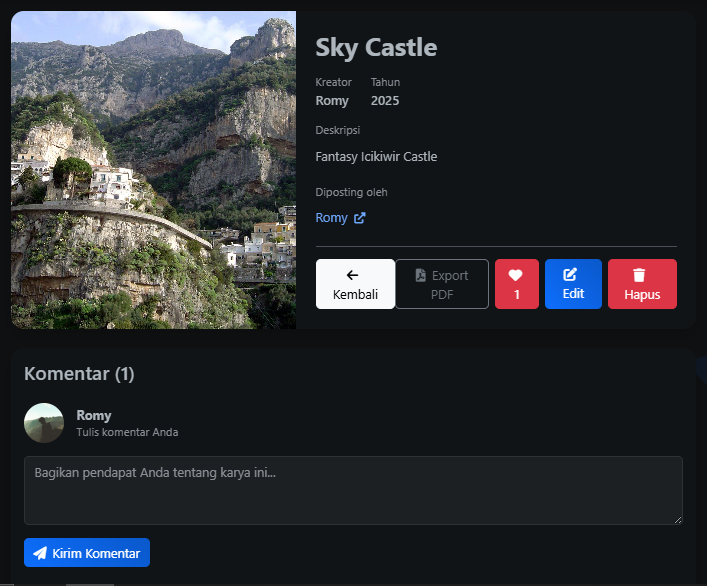 Sky Castle
Kreator Tahun
Romy 2025
Deskripsi
Fantasy Icikiwir Castle
Diposting oleh
Romy
Kembali
Export
PDF
1
Edit
Hapus
Komentar (1)
Romy
Tulis komentar Anda
Bagikan pendapat Anda tentang karya ini...
Kirim Komentar